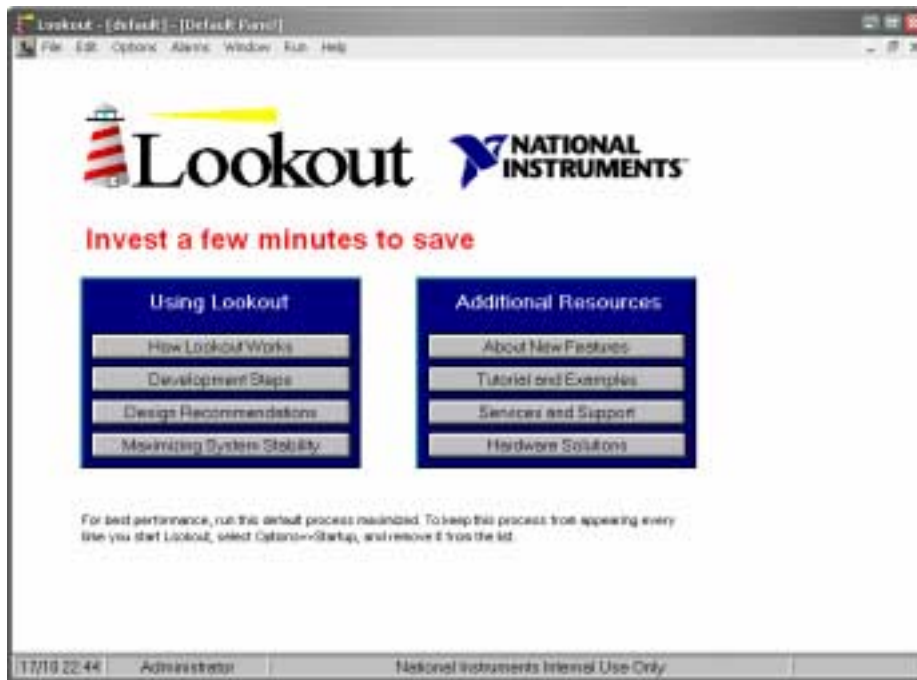 Lookout - [default] - [Default Panel]
File Edit Options Alarms Window Run Help
Lookout
NATIONAL
INSTRUMENTS™
Invest a few minutes to save
Using Lookout
How Lookout Works
Development Steps
Design Recommendations
Maximizing System Stability
Additional Resources
About New Features
Tutorial and Examples
Services and Support
Hardware Solutions
For best performance, run this default process maximized. To keep this process from appearing every
time you start Lookout, select Options>>Startup, and remove it from the list.
17/10 22:44 Administrator National Instruments Internal Use Only